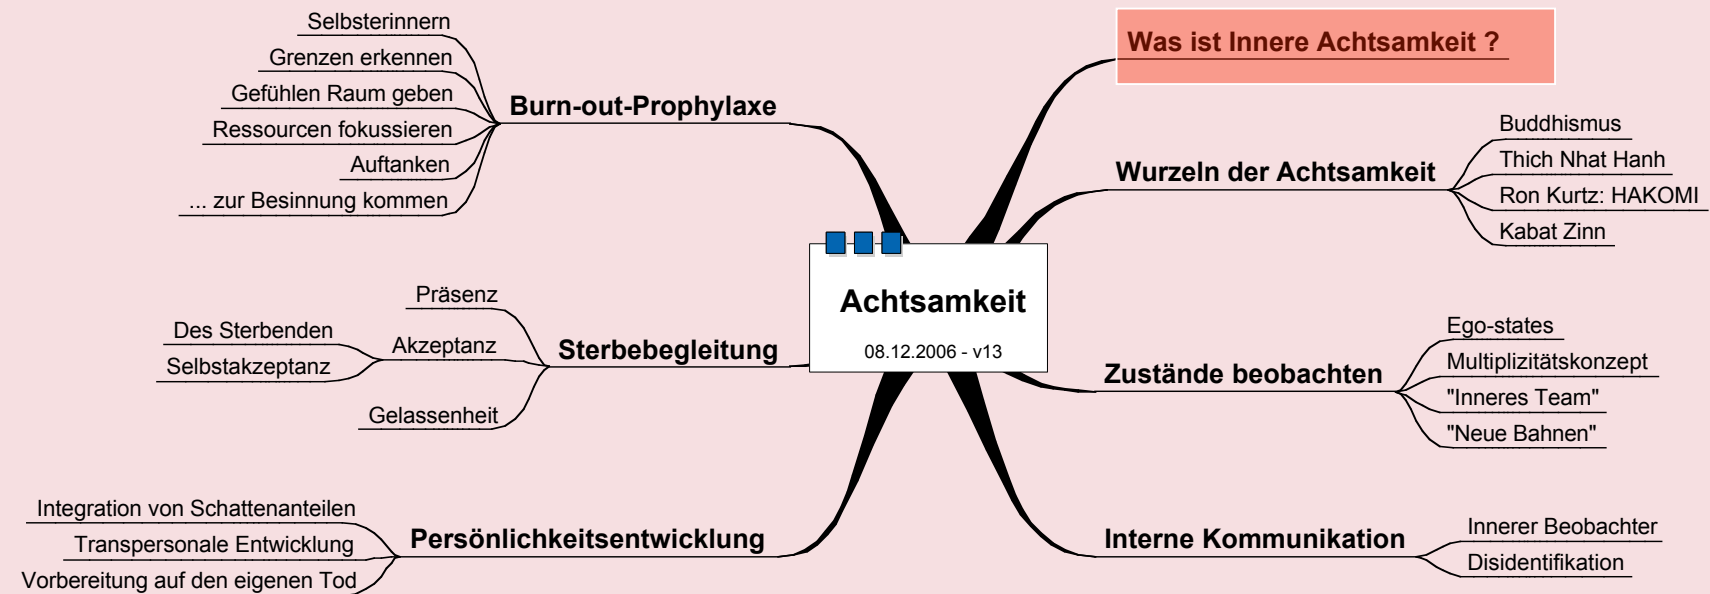 Achtsamkeit
08.12.2006 - v13
Was ist Innere Achtsamkeit ?
Wurzeln der Achtsamkeit
Buddhismus
Thich Nhat Hanh
Ron Kurtz: HAKOMI
Kabat Zinn
Zustände beobachten
Ego-states
Multiplizitätskonzept
"Inneres Team"
"Neue Bahnen"
Interne Kommunikation
Innerer Beobachter
Disidentifikation
Burn-out-Prophylaxe
Selbsterinnern
Grenzen erkennen
Gefühlen Raum geben
Ressourcen fokussieren
Auftanken
... zur Besinnung kommen
Sterbebegleitung
Präsenz
Akzeptanz
Des Sterbenden
Selbstakzeptanz
Gelassenheit
Persönlichkeitsentwicklung
Integration von Schattenanteilen
Transpersonale Entwicklung
Vorbereitung auf den eigenen Tod